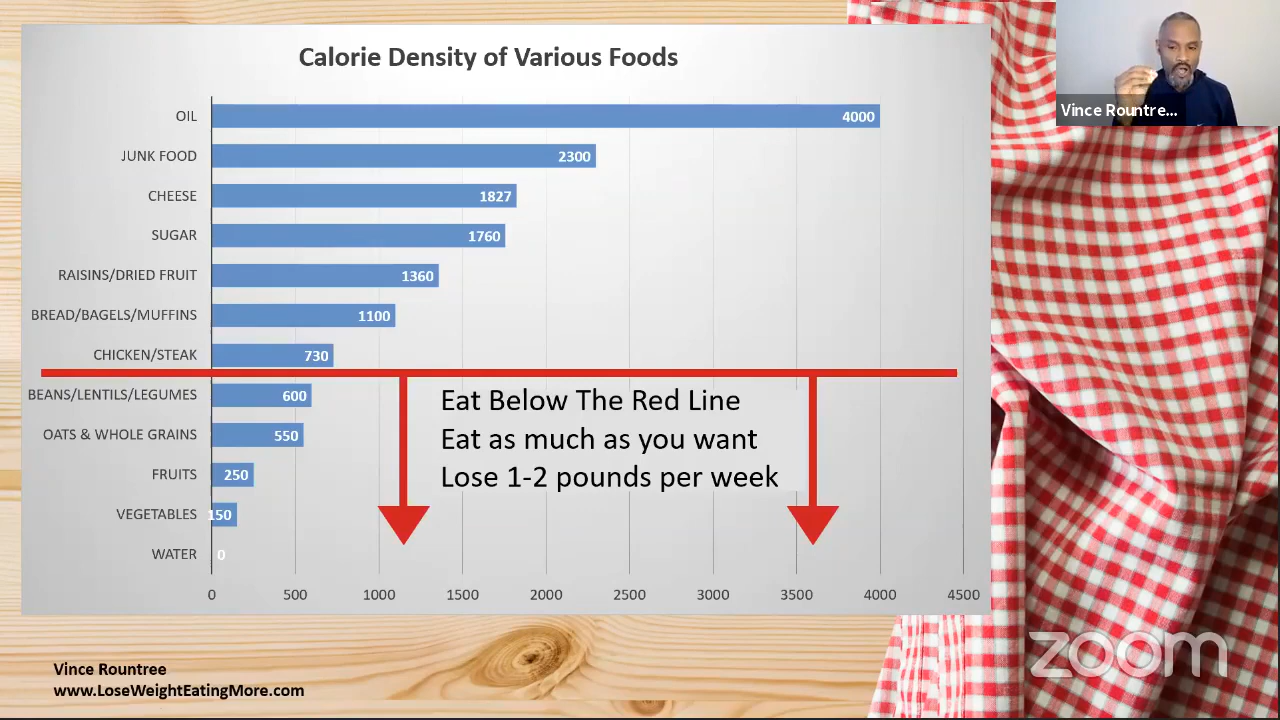 Calorie Density of Various Foods
OIL 4000
JUNK FOOD 2300
CHEESE 1827
SUGAR 1760
RAISINS/DRIED FRUIT 1360
BREAD/BAGELS/MUFFINS 1100
CHICKEN/STEAK 730
BEANS/LENTILS/LEGUMES 600
OATS & WHOLE GRAINS 550
FRUITS 250
VEGETABLES 150
WATER 0
Eat Below The Red Line
Eat as much as you want
Lose 1-2 pounds per week
0 500 1000 1500 2000 2500 3000 3500 4000 4500
Vince Rountree
www.LoseWeightEatingMore.com
Vince Rountre...
zoom